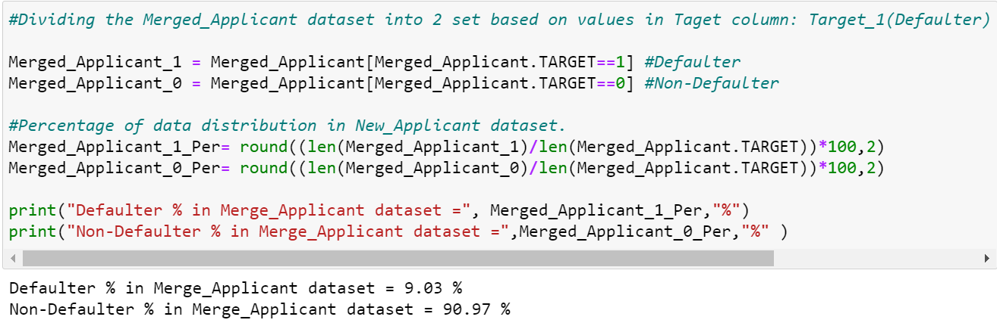 #Dividing the Merged_Applicant dataset into 2 set based on values in Taget column: Target_1(Defaulter)
Merged_Applicant_1 = Merged_Applicant[Merged_Applicant.TARGET==1] #Defaulter
Merged_Applicant_0 = Merged_Applicant[Merged_Applicant.TARGET==0] #Non-Defaulter
#Percentage of data distribution in New_Applicant dataset.
Merged_Applicant_1_Per= round((len(Merged_Applicant_1)/len(Merged_Applicant.TARGET))*100,2)
Merged_Applicant_0_Per= round((len(Merged_Applicant_0)/len(Merged_Applicant.TARGET))*100,2)
print("Defaulter % in Merge_Applicant dataset =", Merged_Applicant_1_Per,"%")
print("Non-Defaulter % in Merge_Applicant dataset =",Merged_Applicant_0_Per,"%" )
Defaulter % in Merge_Applicant dataset = 9.03 %
Non-Defaulter % in Merge_Applicant dataset = 90.97 %